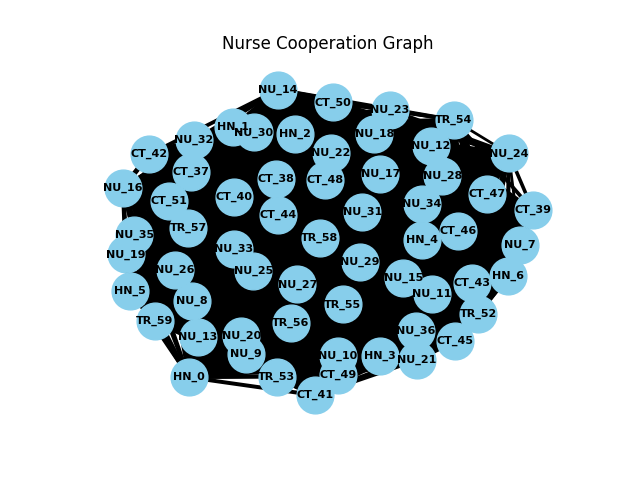 Nurse Cooperation Graph
NU_14
CT_50
NU_23
TR_54
HN_1
NU_30
HN_2
NU_18
NU_32
NU_12
CT_42
NU_22
NU_24
CT_37
NU_17
NU_28
CT_38
CT_48
NU_16
CT_47
CT_40
CT_51
NU_34
CT_39
CT_44
NU_31
TR_57
CT_46
NU_35
TR_58
HN_4
NU_7
NU_33
NU_19
NU_29
NU_26
NU_25
HN_6
NU_15
CT_43
NU_27
HN_5
NU_11
NU_8
TR_55
TR_52
TR_59
TR_56
NU_36
NU_13
NU_20
CT_45
NU_9
NU_10
HN_3
NU_21
HN_0
TR_53
CT_49
CT_41